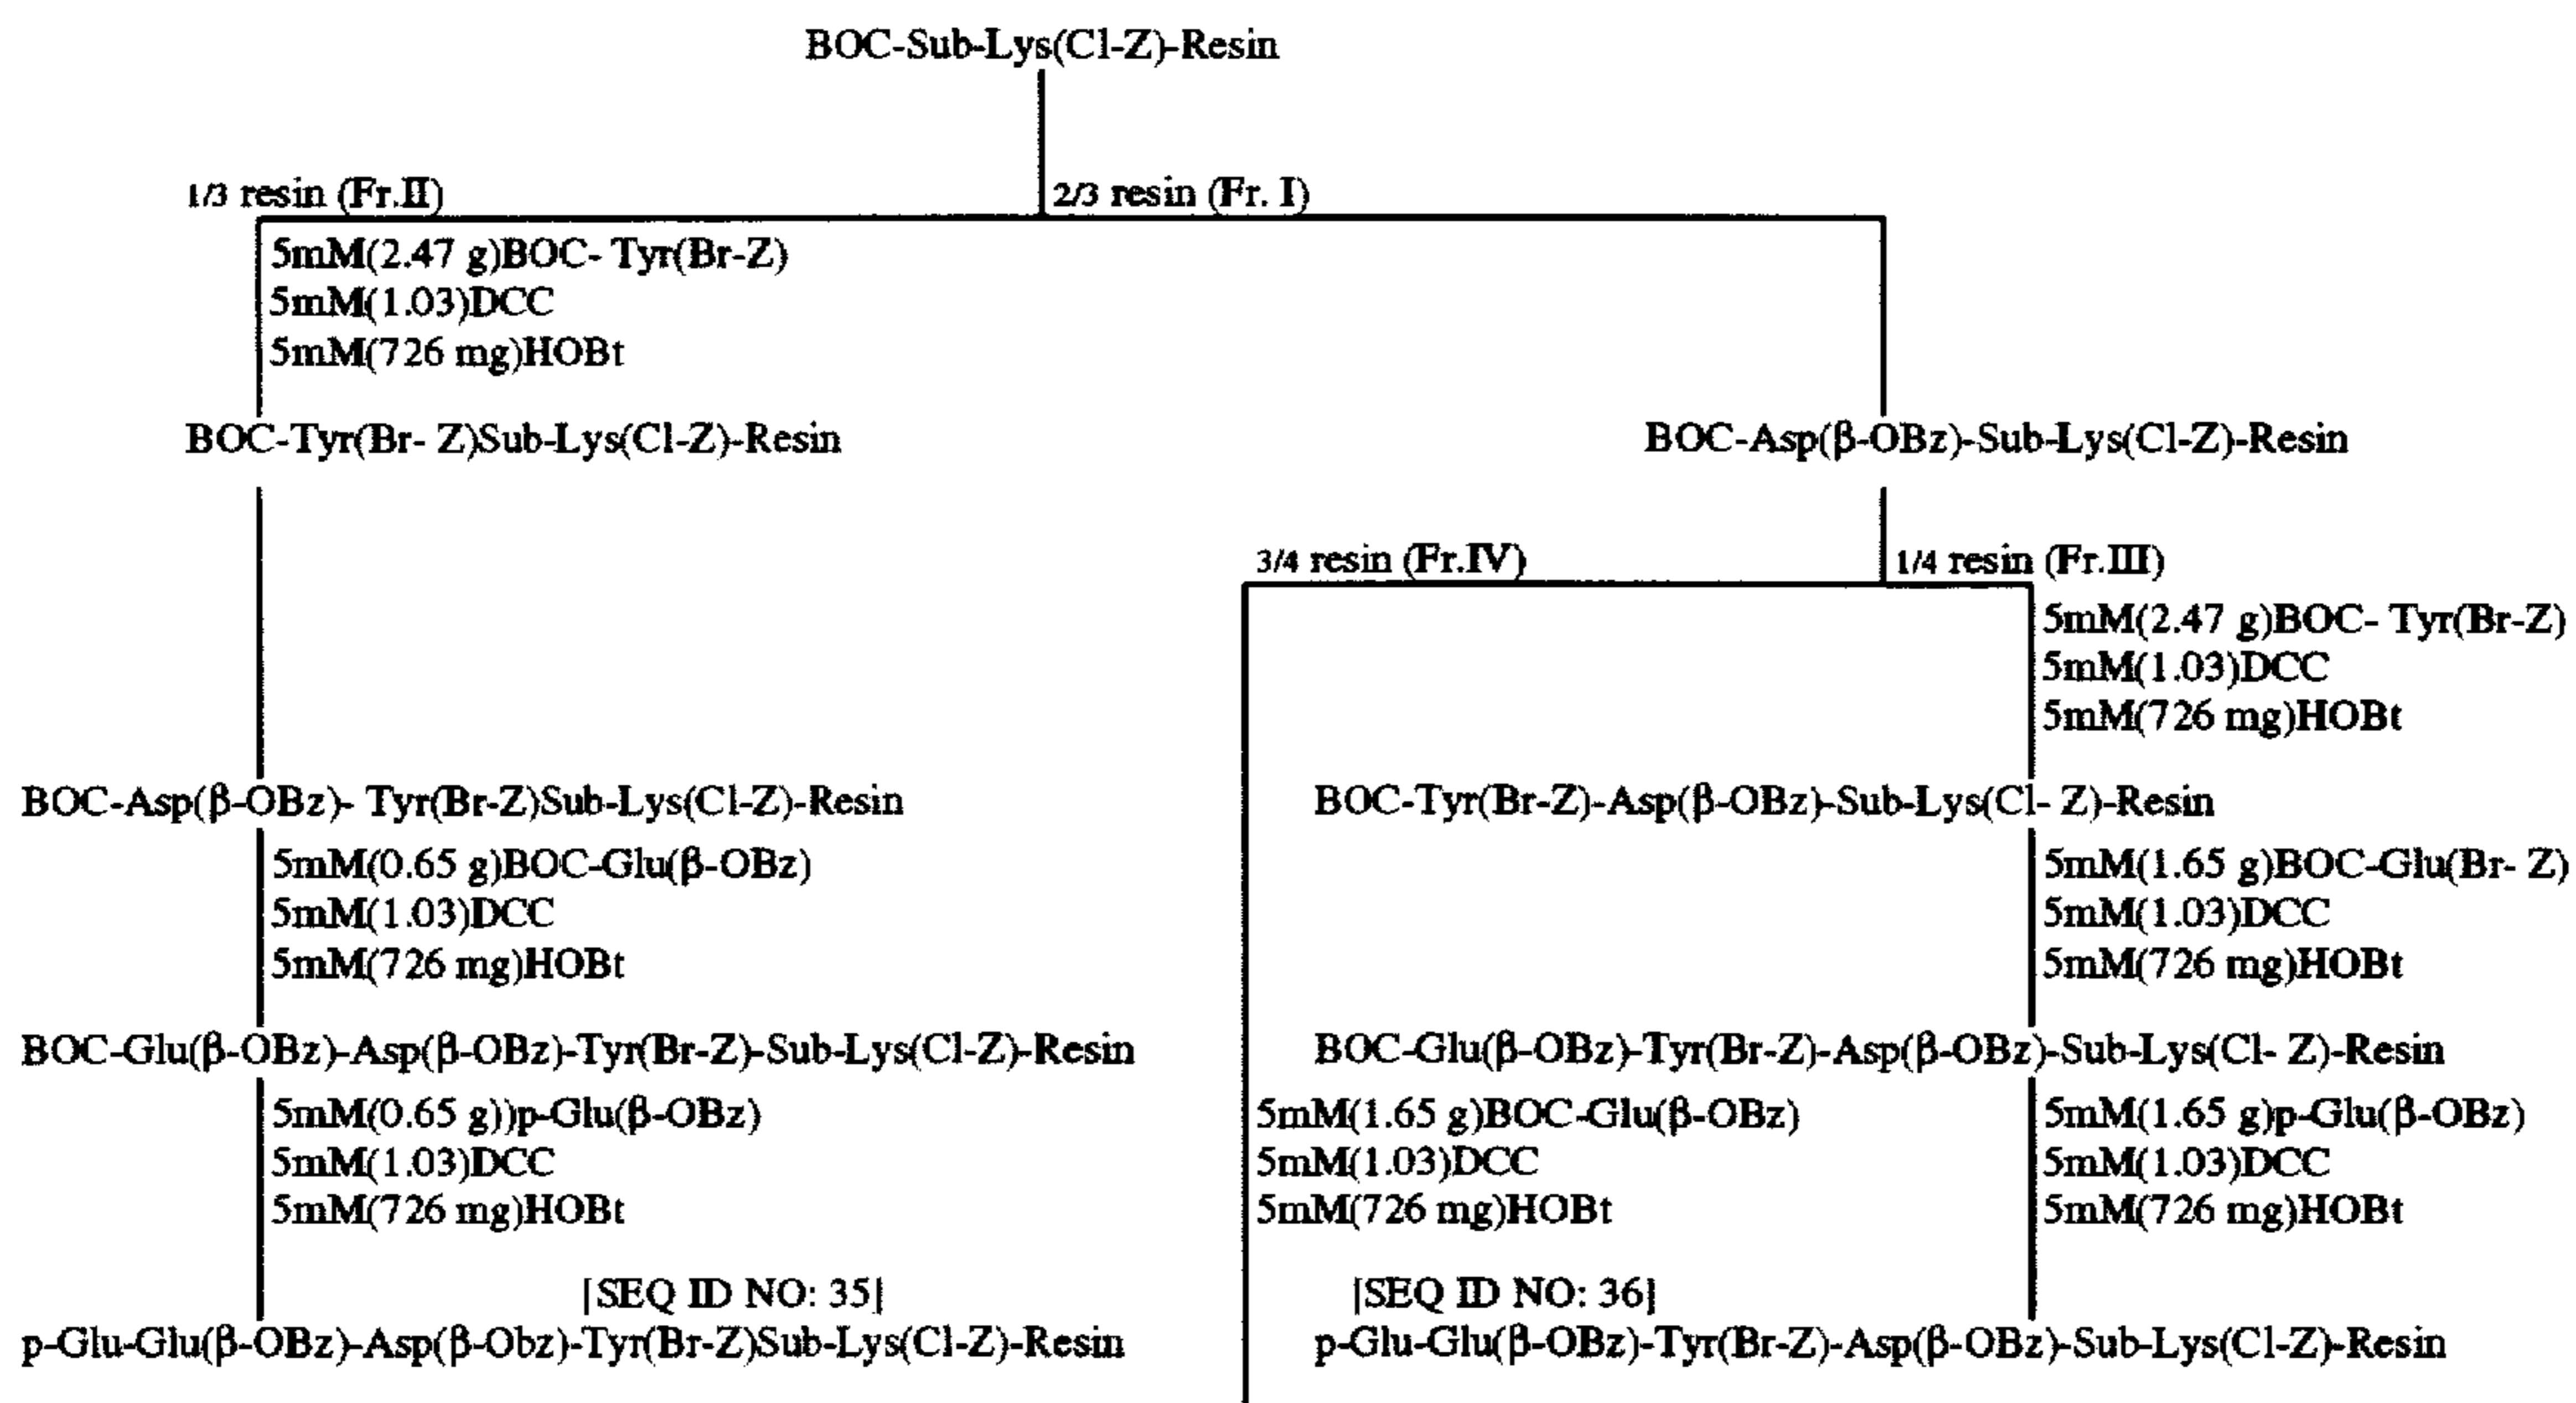 BOC-Sub-Lys(Cl-Z)-Resin
1/3 resin (Fr.II)
2/3 resin (Fr. I)
5mM(2.47 g)BOC- Tyr(Br-Z)
5mM(1.03)DCC
5mM(726 mg)HOBt
BOC-Tyr(Br- Z)Sub-Lys(Cl-Z)-Resin
BOC-Asp(β-OBz)-Sub-Lys(Cl-Z)-Resin
3/4 resin (Fr.IV)
1/4 resin (Fr.III)
5mM(2.47 g)BOC- Tyr(Br-Z)
5mM(1.03)DCC
5mM(726 mg)HOBt
BOC-Asp(β-OBz)- Tyr(Br-Z)Sub-Lys(Cl-Z)-Resin
BOC-Tyr(Br-Z)-Asp(β-OBz)-Sub-Lys(Cl- Z)-Resin
5mM(0.65 g)BOC-Glu(β-OBz)
5mM(1.03)DCC
5mM(726 mg)HOBt
5mM(1.65 g)BOC-Glu(Br- Z)
5mM(1.03)DCC
5mM(726 mg)HOBt
BOC-Glu(β-OBz)-Asp(β-OBz)-Tyr(Br-Z)-Sub-Lys(Cl-Z)-Resin
BOC-Glu(β-OBz)-Tyr(Br-Z)-Asp(β-OBz)-Sub-Lys(Cl- Z)-Resin
5mM(0.65 g))p-Glu(β-OBz)
5mM(1.03)DCC
5mM(726 mg)HOBt
5mM(1.65 g)BOC-Glu(β-OBz)
5mM(1.03)DCC
5mM(726 mg)HOBt
5mM(1.65 g)p-Glu(β-OBz)
5mM(1.03)DCC
5mM(726 mg)HOBt
[SEQ ID NO: 35]
[SEQ ID NO: 36]
p-Glu-Glu(β-OBz)-Asp(β-Obz)-Tyr(Br-Z)Sub-Lys(Cl-Z)-Resin
p-Glu-Glu(β-OBz)-Tyr(Br-Z)-Asp(β-OBz)-Sub-Lys(Cl-Z)-Resin